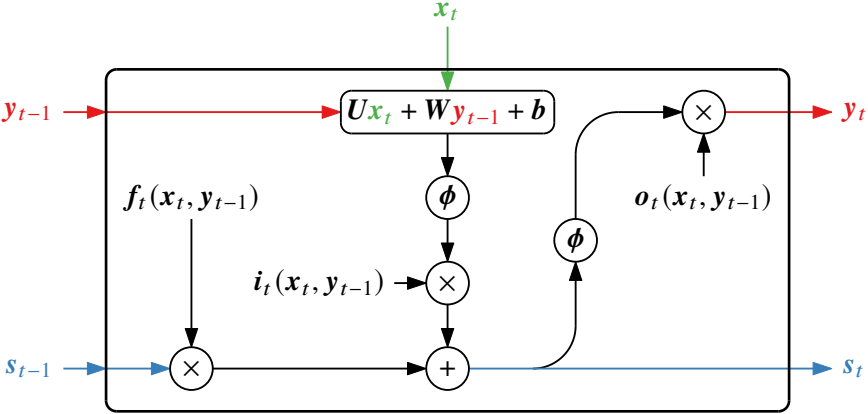 x_t
y_{t−1}
Ux_t + Wy_{t−1} + b
×
y_t
f_t(x_t, y_{t−1})
ϕ
o_t(x_t, y_{t−1})
ϕ
i_t(x_t, y_{t−1})
×
s_{t−1}
×
+
s_t